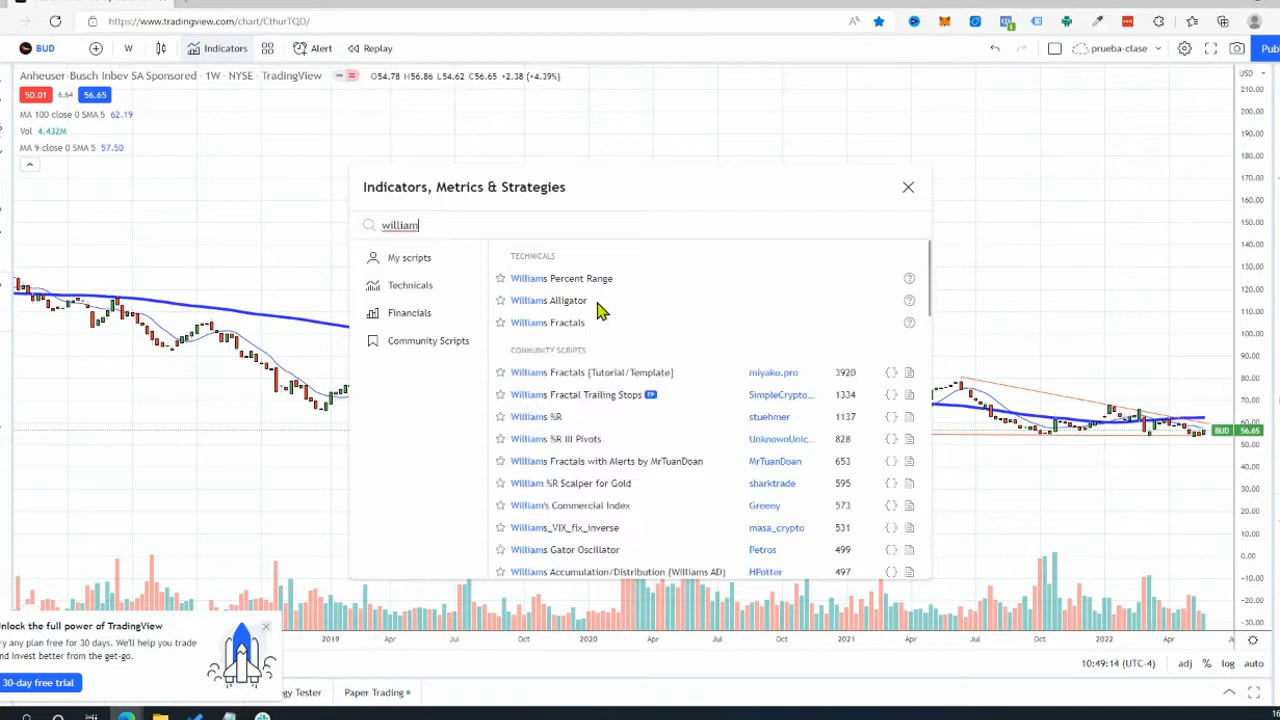 https://www.tradingview.com/chart/CthurTQD/
BUD W Indicators Alert Replay prueba-clase
Anheuser-Busch Inbev SA Sponsored · 1W · NYSE · TradingView O54.78 H56.86 L54.62 C56.65 +2.38 (+4.39%) USD
50.01 6.64 56.65
MA 100 close 0 SMA 5 62.19
Vol 4.432M
MA 9 close 0 SMA 5 57.50
Indicators, Metrics & Strategies
william
My scripts
Technicals
Financials
Community Scripts
TECHNICALS
Williams Percent Range
Williams Alligator
Williams Fractals
COMMUNITY SCRIPTS
Williams Fractals [Tutorial/Template] miyako.pro 3920
Williams Fractal Trailing Stops SimpleCrypto... 1334
Williams %R stuehmer 1137
Williams %R III Pivots UnknownUnic... 828
Williams Fractals with Alerts by MrTuanDoan MrTuanDoan 653
William %R Scalper for Gold sharktrade 595
William's Commercial Index Greeny 573
Williams_VIX_fix_inverse masa_crypto 531
Williams Gator Oscillator Petros 499
Williams Accumulation/Distribution (Williams AD) HPotter 497
210.00
200.00
190.00
180.00
170.00
160.00
150.00
140.00
130.00
120.00
110.00
100.00
90.00
80.00
70.00
60.00
BUD 56.65
50.00
40.00
30.00
20.00
10.00
0.00
-10.00
-20.00
-30.00
2019 Apr Jul Oct 2020 Apr Jul Oct 2021 Apr Jul Oct 2022 Apr
Unlock the full power of TradingView
ry any plan free for 30 days. We'll help you trade
nd invest better from the get-go.
30-day free trial
10:49:14 (UTC-4) adj % log auto
gy Tester Paper Trading